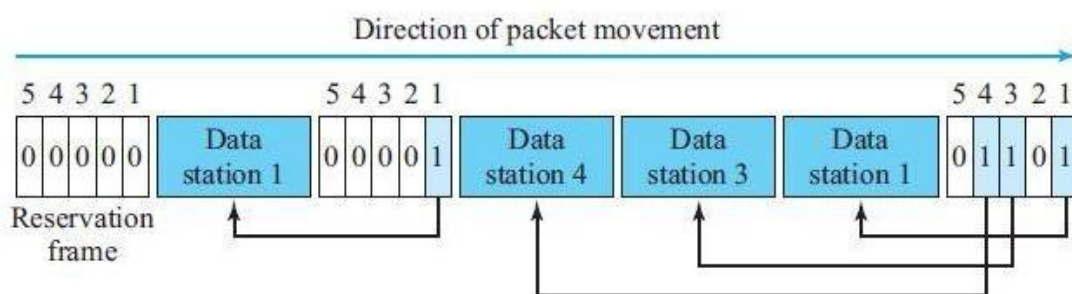 Direction of packet movement
5 4 3 2 1
5 4 3 2 1
5 4 3 2 1
0 0 0 0 0
Data
station 1
0 0 0 0 1
Data
station 4
Data
station 3
Data
station 1
0 1 1 0 1
Reservation
frame